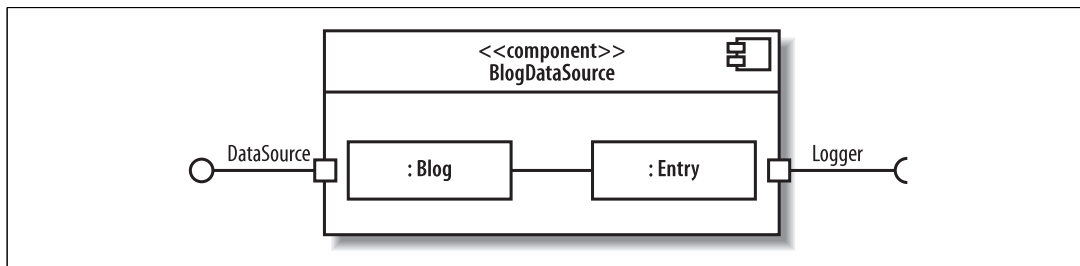 <<component>>
BlogDataSource
DataSource
: Blog
: Entry
Logger